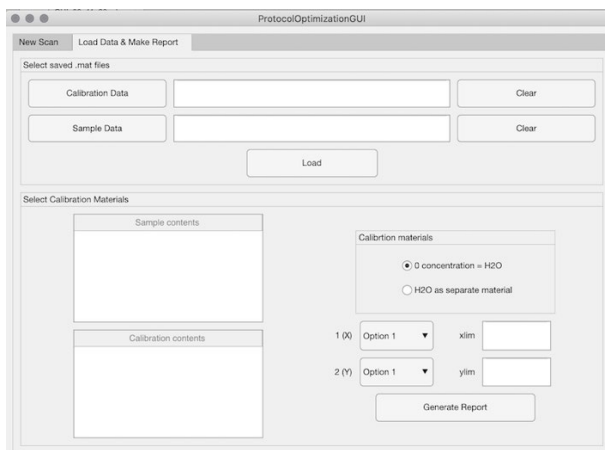 ProtocolOptimizationGUI
New Scan Load Data & Make Report
Select saved .mat files
Calibration Data Clear
Sample Data Clear
Load
Select Calibration Materials
Sample contents
Calibrtion materials
0 concentration = H2O
H2O as separate material
Calibration contents
1 (X) Option 1 xlim
2 (Y) Option 1 ylim
Generate Report